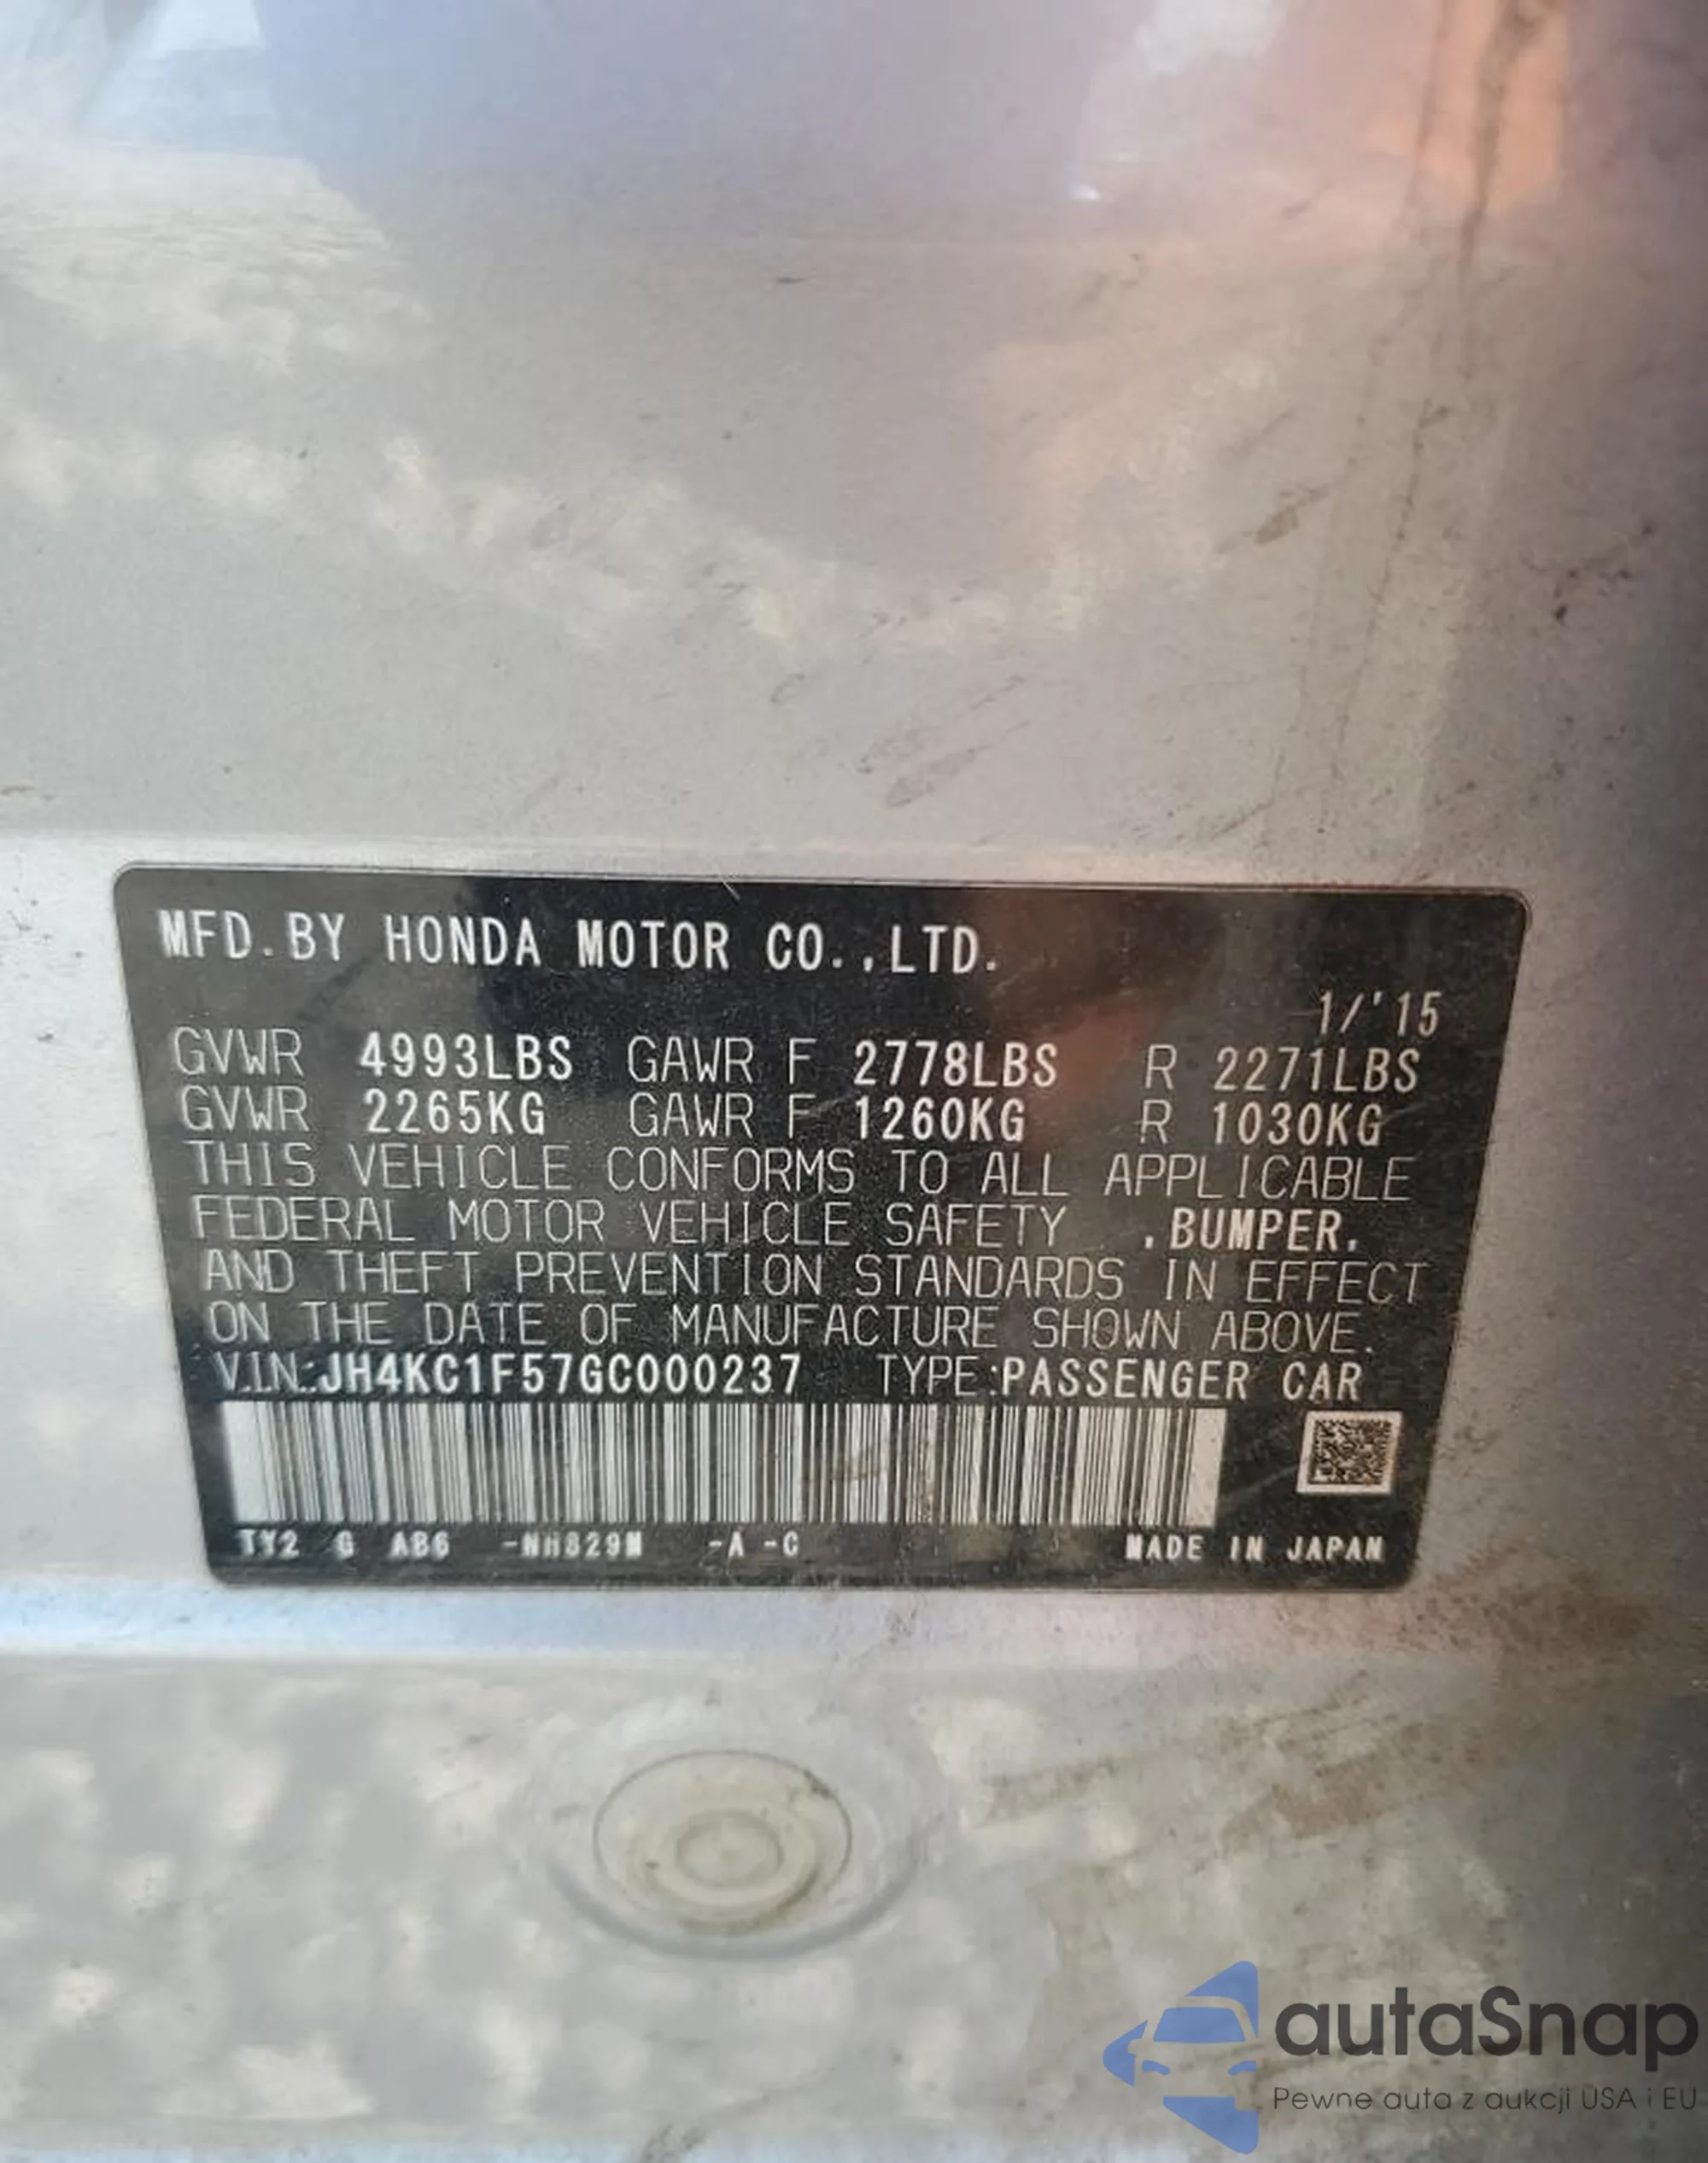 MFD.BY HONDA MOTOR CO.,LTD.
1/'15
GVWR 4993LBS GAWR F 2778LBS R 2271LBS
GVWR 2265KG GAWR F 1260KG R 1030KG
THIS VEHICLE CONFORMS TO ALL APPLICABLE
FEDERAL MOTOR VEHICLE SAFETY ,BUMPER,
AND THEFT PREVENTION STANDARDS IN EFFECT
ON THE DATE OF MANUFACTURE SHOWN ABOVE.
V.I.N.:JH4KC1F57GC000237 TYPE:PASSENGER CAR
TY2 G AB6 -NH829M -A -C MADE IN JAPAN
autaSnap
Pewne auta z aukcji USA i EU